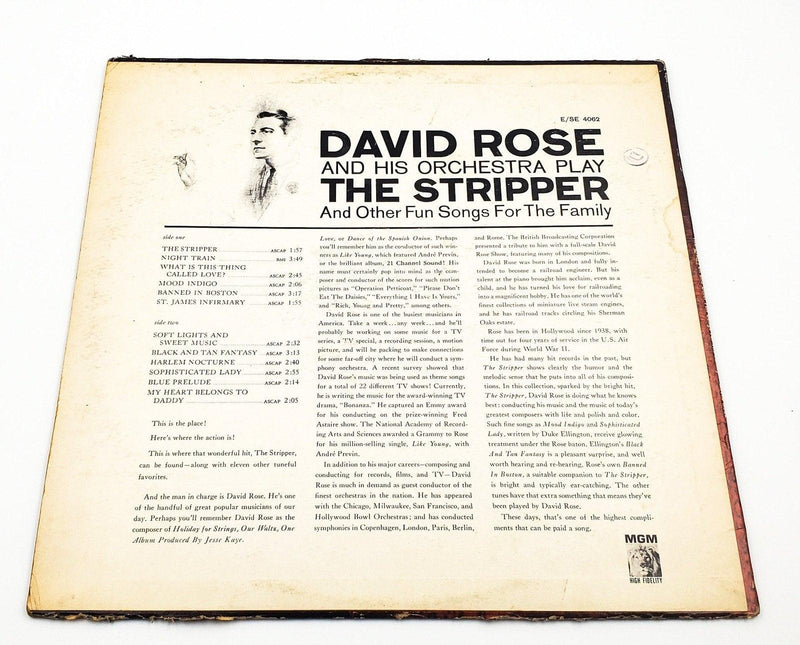 E/SE 4062
DAVID ROSE
AND HIS ORCHESTRA PLAY
THE STRIPPER
And Other Fun Songs For The Family
side one
THE STRIPPER ASCAP 1:57
NIGHT TRAIN BMI 3:49
WHAT IS THIS THING
CALLED LOVE? ASCAP 2:45
MOOD INDIGO ASCAP 2:06
BANNED IN BOSTON ASCAP 3:17
ST. JAMES INFIRMARY ASCAP 1:55
side two
SOFT LIGHTS AND
SWEET MUSIC ASCAP 2:32
BLACK AND TAN FANTASY ASCAP 3:13
HARLEM NOCTURNE ASCAP 2:40
SOPHISTICATED LADY ASCAP 2:55
BLUE PRELUDE ASCAP 2:14
MY HEART BELONGS TO
DADDY ASCAP 2:05
This is the place!
Here's where the action is!
This is where that wonderful hit, The Stripper,
can be found—along with eleven other tuneful
favorites.
And the man in charge is David Rose. He's one
of the handful of great popular musicians of our
day. Perhaps you'll remember David Rose as the
composer of Holiday for Strings, Our Waltz, One
Album Produced By Jesse Kaye.
Love, or Dance of the Spanish Onion. Perhaps
you'll remember him as the conductor of such win-
ners as Like Young, which featured André Previn,
or the brilliant album, 21 Channel Sound! His
name must certainly pop into mind as the com-
poser and conductor of the scores for such motion
pictures as "Operation Petticoat," "Please Don't
Eat The Daisies," "Everything I Have Is Yours,"
and "Rich, Young and Pretty," among others.
David Rose is one of the busiest musicians in
America. Take a week...any week...and he'll
probably be working on some music for a TV
series, a TV special, a recording session, a motion
picture, and will be packing to make connections
for some far-off city where he will conduct a sym-
phony orchestra. A recent survey showed that
David Rose's music was being used as theme songs
for a total of 22 different TV shows! Currently,
he is writing the music for the award-winning TV
drama, "Bonanza." He captured an Emmy award
for his conducting on the prize-winning Fred
Astaire show. The National Academy of Record-
ing Arts and Sciences awarded a Grammy to Rose
for his million-selling single, Like Young, with
André Previn.
In addition to his major careers—composing and
conducting for records, films, and TV—David
Rose is much in demand as guest conductor of the
finest orchestras in the nation. He has appeared
with the Chicago, Milwaukee, San Francisco, and
Hollywood Bowl Orchestras; and has conducted
symphonies in Copenhagen, London, Paris, Berlin,
and Rome. The British Broadcasting Corporation
presented a tribute to him with a full-scale David
Rose Show, featuring many of his compositions.
David Rose was born in London and fully in-
tended to become a railroad engineer. But his
talent at the piano brought him acclaim, even as a
child, and he has turned his love for railroading
into a magnificent hobby. He has one of the world's
finest collections of miniature live steam engines,
and he has railroad tracks circling his Sherman
Oaks estate.
Rose has been in Hollywood since 1938, with
time out for four years of service in the U.S. Air
Force during World War II.
He has had many hit records in the past, but
The Stripper shows clearly the humor and the
melodic sense that he puts into all of his composi-
tions. In this collection, sparked by the bright hit,
The Stripper, David Rose is doing what he knows
best: conducting his music and the music of today's
greatest composers with life and polish and color.
Such fine songs as Mood Indigo and Sophisticated
Lady, written by Duke Ellington, receive glowing
treatment under the Rose baton. Ellington's Black
And Tan Fantasy is a pleasant surprise, and well
worth hearing and re-hearing. Rose's own Banned
In Boston, a suitable companion to The Stripper,
is bright and typically ear-catching. The other
tunes have that extra something that means they've
been played by David Rose.
These days, that's one of the highest compli-
ments that can be paid a song.
MGM
HIGH FIDELITY